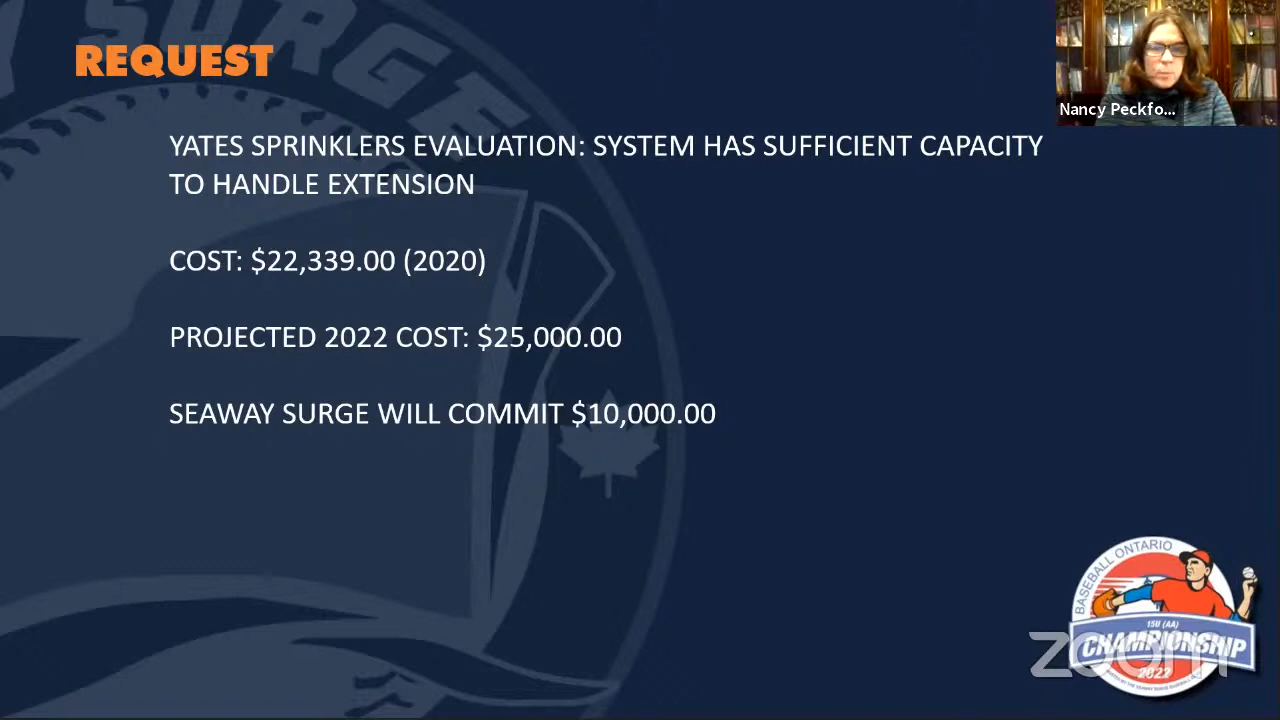 SURGE
REQUEST
Nancy Peckfo...
YATES SPRINKLERS EVALUATION: SYSTEM HAS SUFFICIENT CAPACITY
TO HANDLE EXTENSION
COST: $22,339.00 (2020)
PROJECTED 2022 COST: $25,000.00
SEAWAY SURGE WILL COMMIT $10,000.00
BASEBALL ONTARIO
15U (AA)
CHAMPIONSHIP
zoom
2022